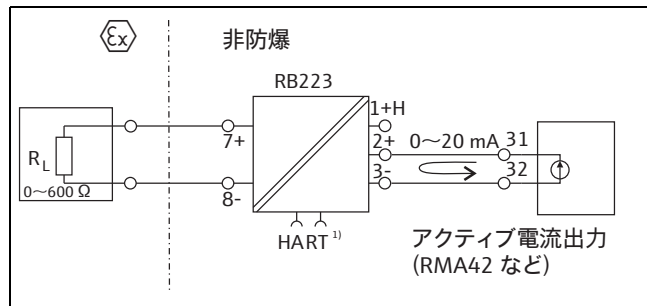 Ex
非防爆
RB223
1+H
7+
2+
0～20 mA
31
R_L
0～600 Ω
8-
3-
32
HART 1)
アクティブ電流出力
(RMA42 など)